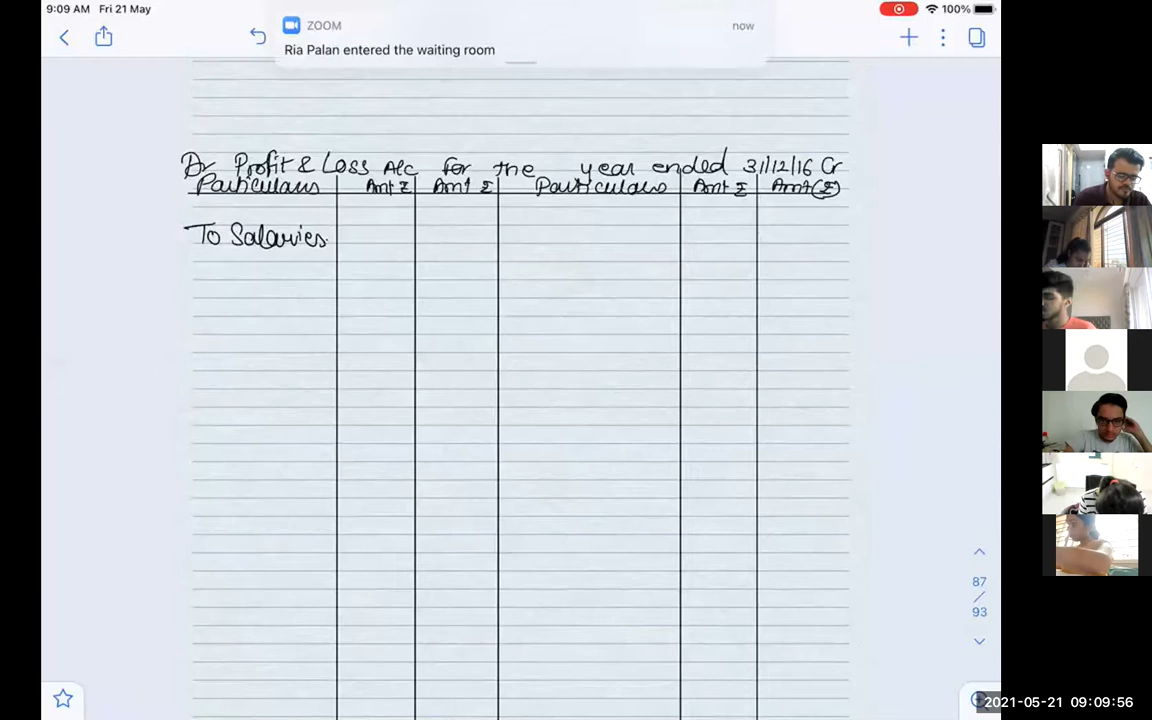 9:09 AM Fri 21 May
100%
ZOOM
now
Ria Palan entered the waiting room
Dr Profit & Loss A/c for the year ended 31/12/16 Cr
Particulars Amt ₹ Amt ₹ Particulars Amt ₹ Amt (₹)
To Salaries
87
/
93
2021-05-21 09:09:56